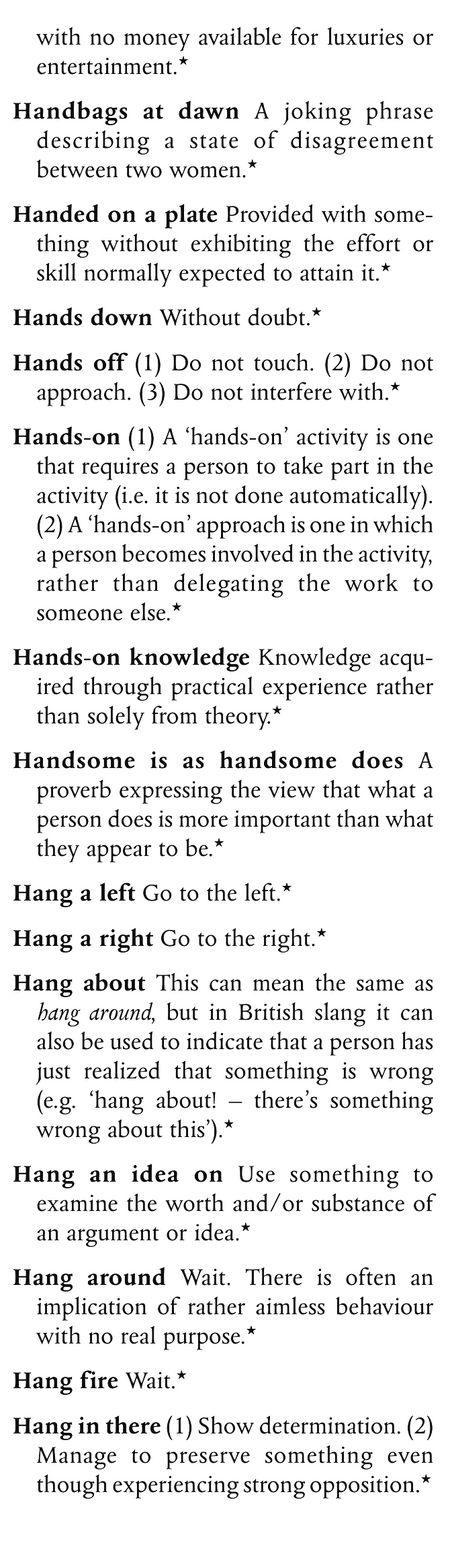 with no money available for luxuries or
entertainment.★
Handbags at dawn A joking phrase
describing a state of disagreement
between two women.★
Handed on a plate Provided with some-
thing without exhibiting the effort or
skill normally expected to attain it.★
Hands down Without doubt.★
Hands off (1) Do not touch. (2) Do not
approach. (3) Do not interfere with.★
Hands-on (1) A ‘hands-on’ activity is one
that requires a person to take part in the
activity (i.e. it is not done automatically).
(2) A ‘hands-on’ approach is one in which
a person becomes involved in the activity,
rather than delegating the work to
someone else.★
Hands-on knowledge Knowledge acqu-
ired through practical experience rather
than solely from theory.★
Handsome is as handsome does A
proverb expressing the view that what a
person does is more important than what
they appear to be.★
Hang a left Go to the left.★
Hang a right Go to the right.★
Hang about This can mean the same as
hang around, but in British slang it can
also be used to indicate that a person has
just realized that something is wrong
(e.g. ‘hang about! – there’s something
wrong about this’).★
Hang an idea on Use something to
examine the worth and/or substance of
an argument or idea.★
Hang around Wait. There is often an
implication of rather aimless behaviour
with no real purpose.★
Hang fire Wait.★
Hang in there (1) Show determination. (2)
Manage to preserve something even
though experiencing strong opposition.★